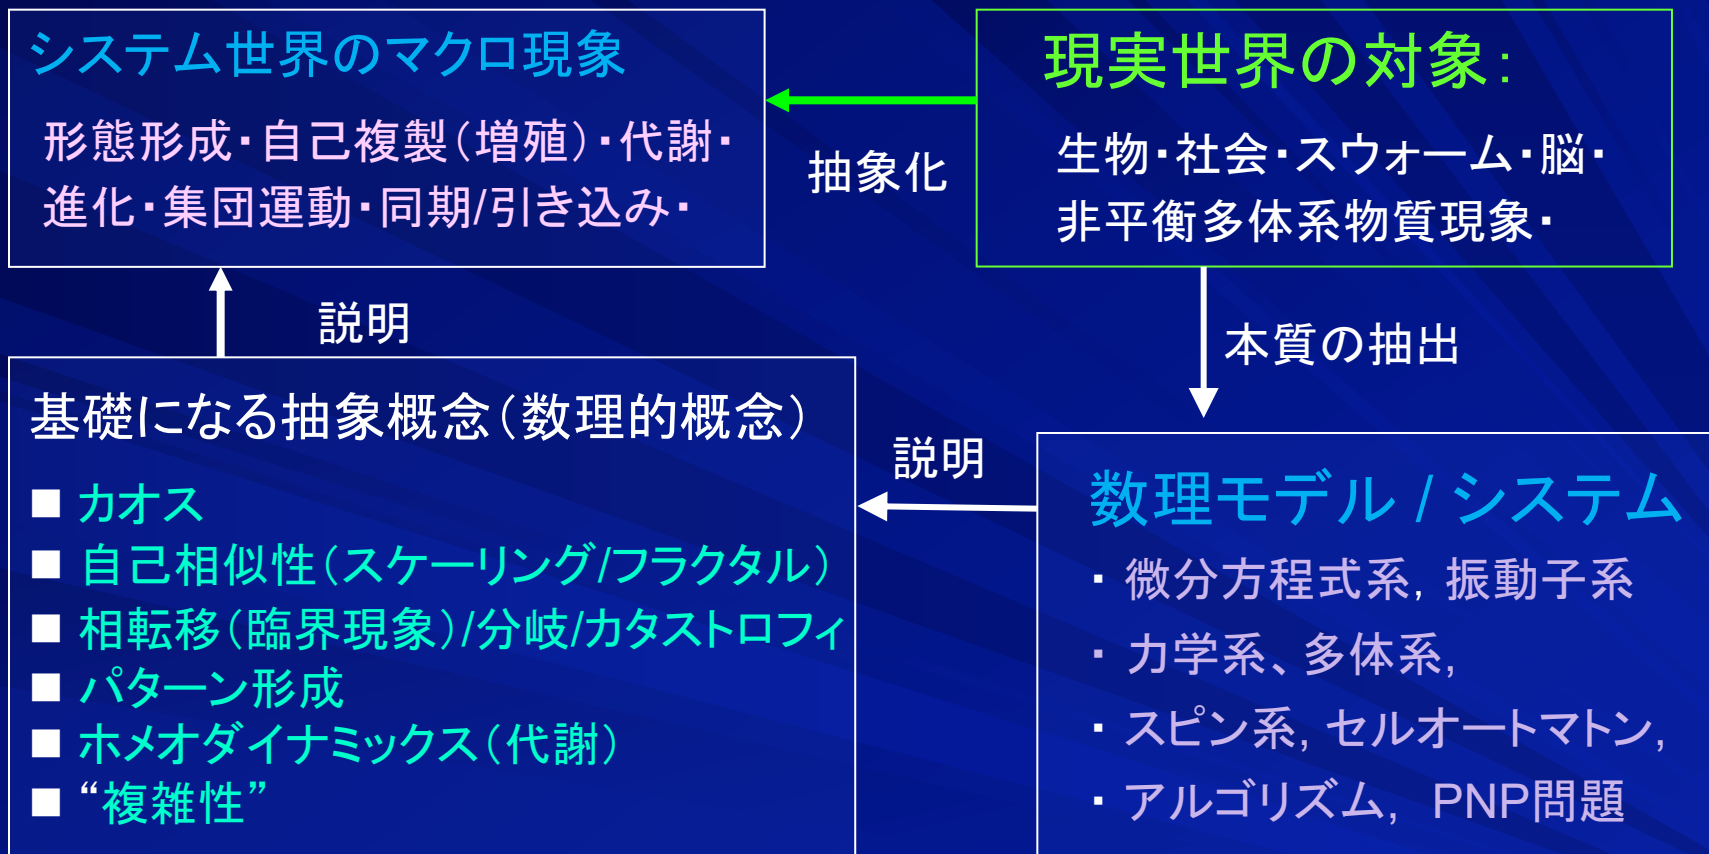 システム世界のマクロ現象
形態形成・自己複製（増殖）・代謝・
進化・集団運動・同期/引き込み・
抽象化
現実世界の対象：
生物・社会・スウォーム・脳・
非平衡多体系物質現象・
説明
本質の抽出
基礎になる抽象概念（数理的概念）
■ カオス
■ 自己相似性（スケーリング/フラクタル）
■ 相転移（臨界現象）/分岐/カタストロフィ
■ パターン形成
■ ホメオダイナミックス（代謝）
■ “複雑性”
説明
数理モデル / システム
・ 微分方程式系, 振動子系
・ 力学系、多体系,
・ スピン系, セルオートマトン,
・ アルゴリズム, PNP問題